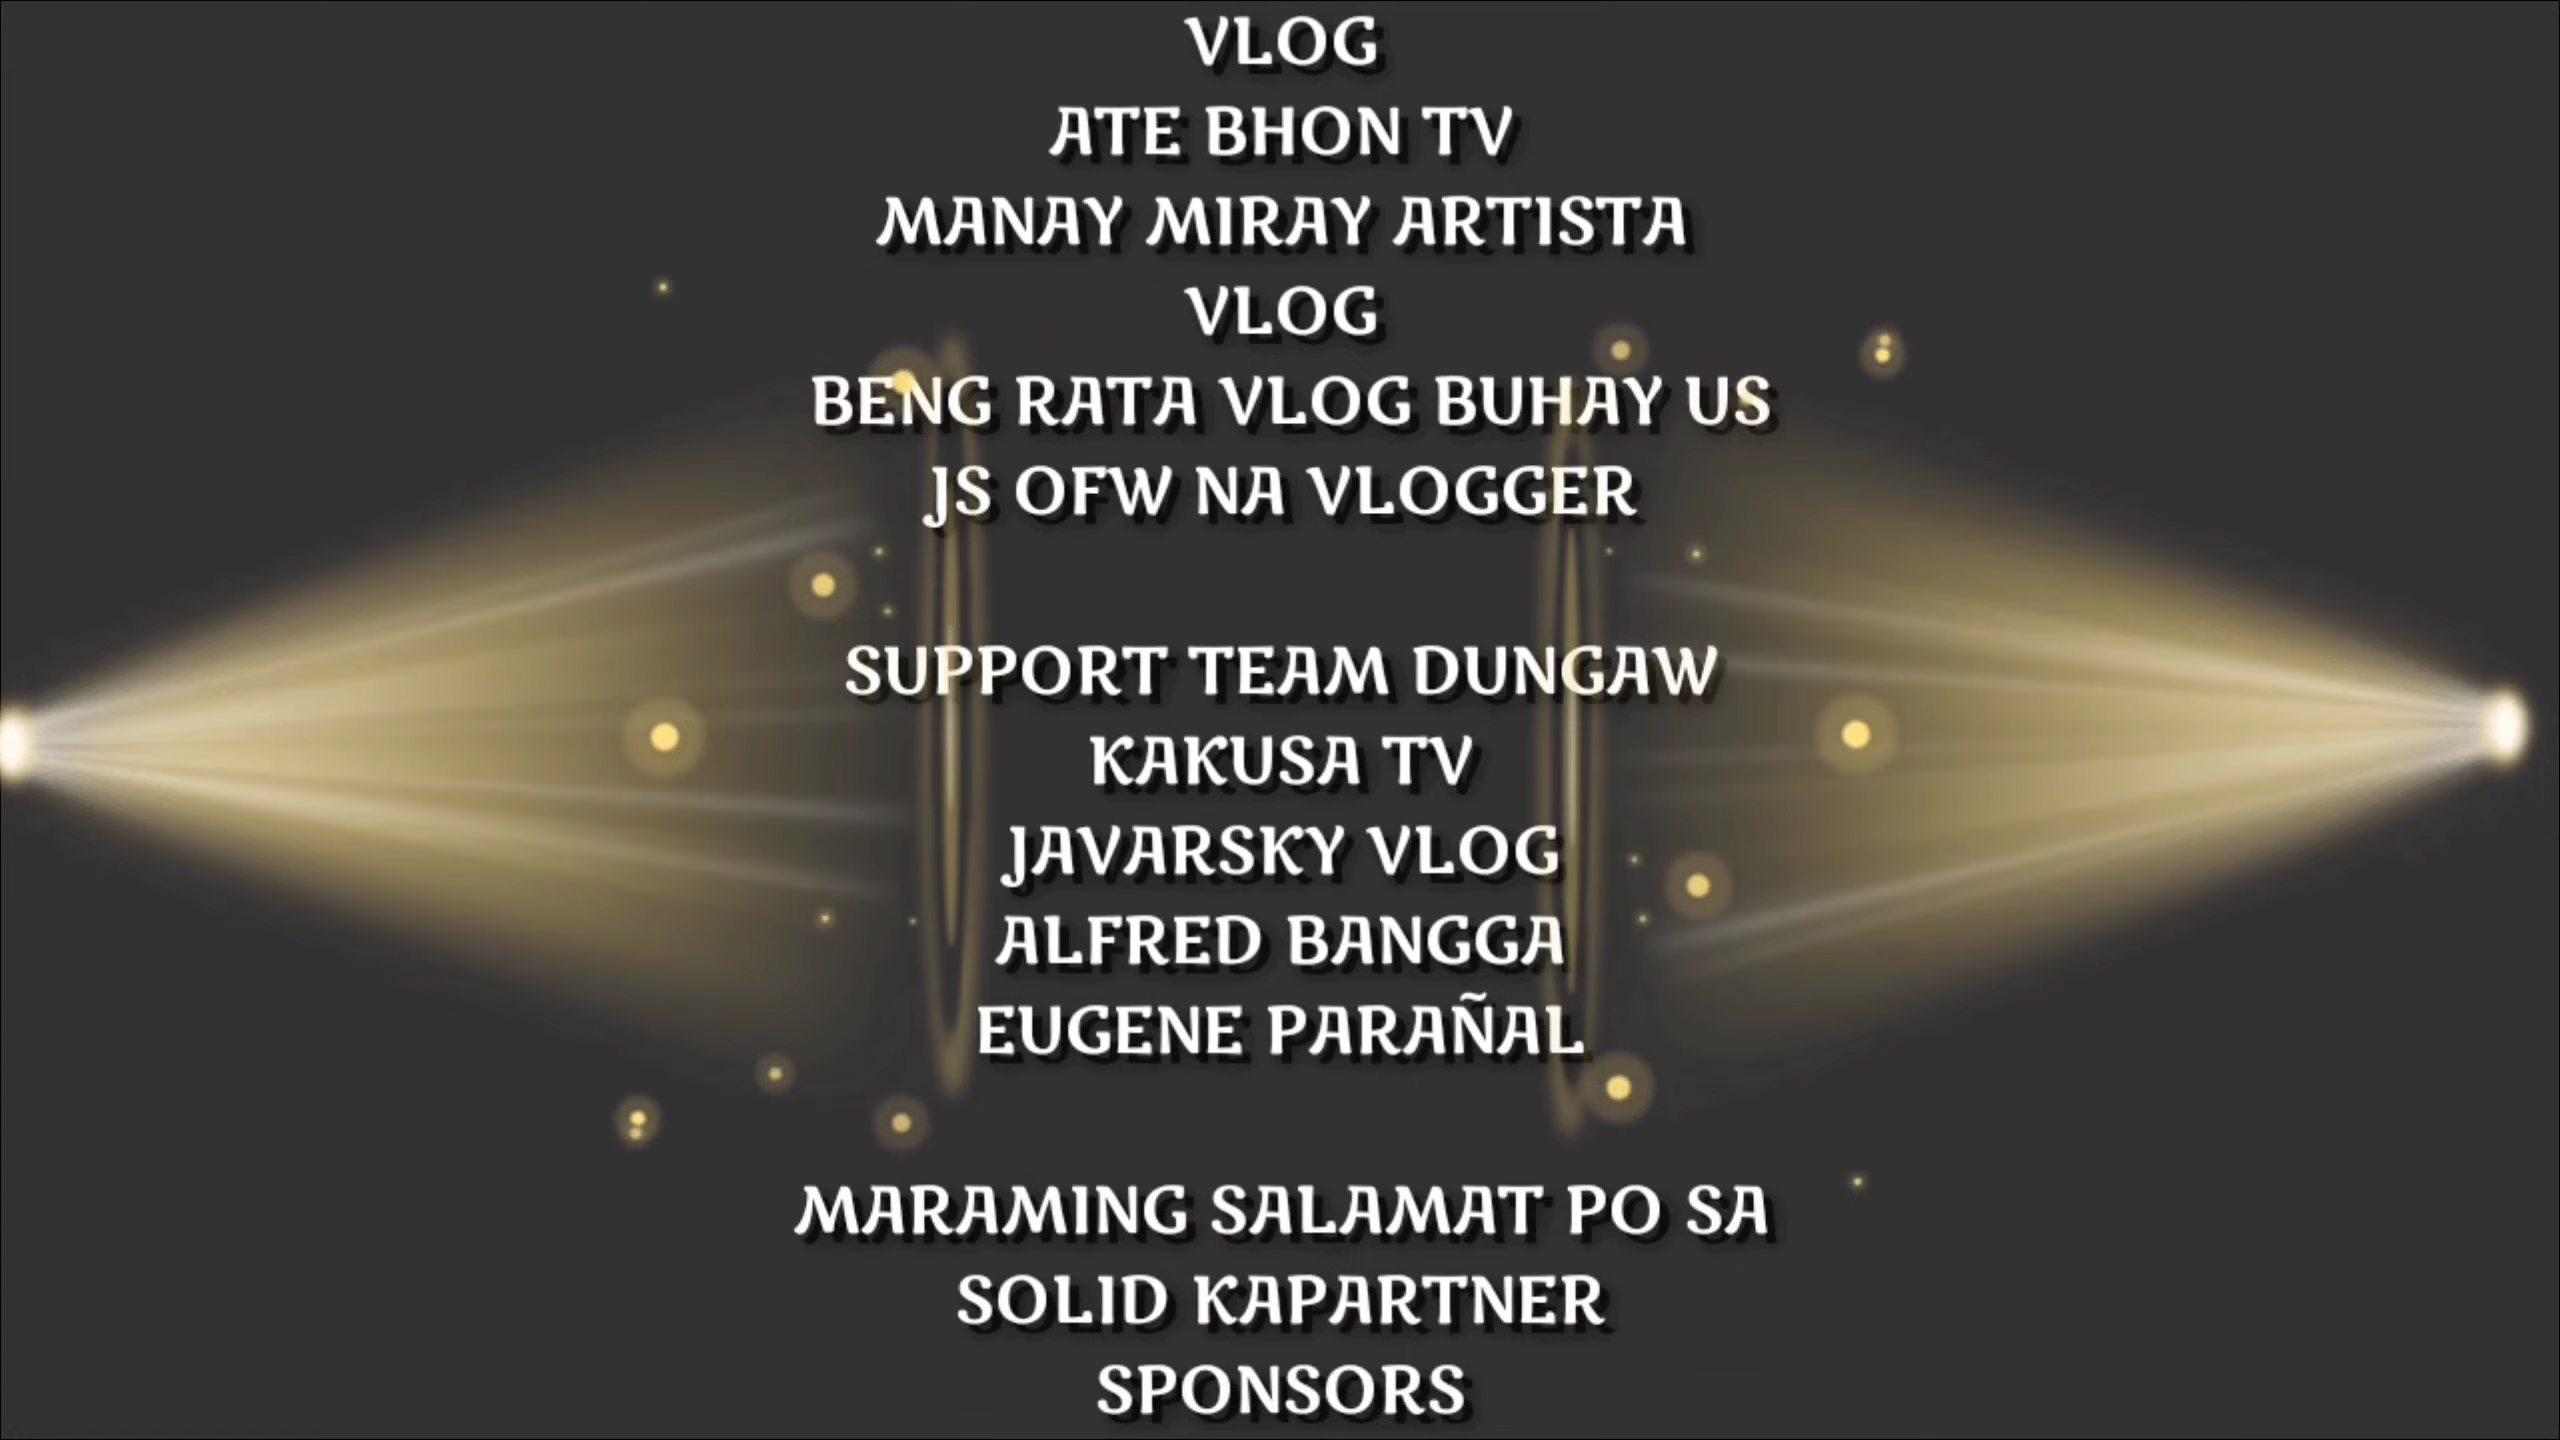 VLOG
ATE BHON TV
MANAY MIRAY ARTISTA
VLOG
BENG RATA VLOG BUHAY US
JS OFW NA VLOGGER
SUPPORT TEAM DUNGAW
KAKUSA TV
JAVARSKY VLOG
ALFRED BANGGA
EUGENE PARAÑAL
MARAMING SALAMAT PO SA
SOLID KAPARTNER
SPONSORS